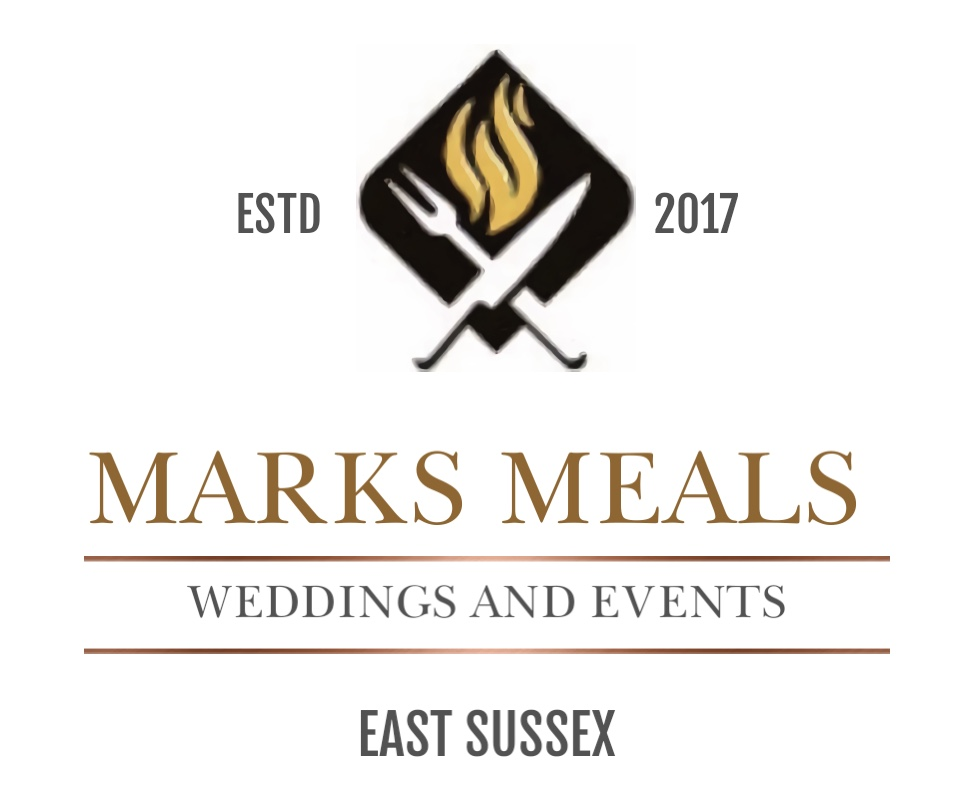 ESTD 2017
MARKS MEALS
WEDDINGS AND EVENTS
EAST SUSSEX